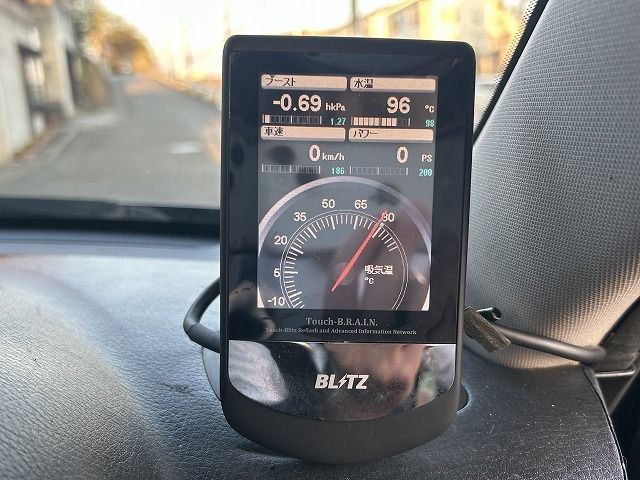 ブースト 水温
-0.69 hkPa 96 °C
1.27 98
車速 パワー
0 km/h 0 PS
186 200
50 65
35 80
20
5
-10
吸気温
°C
Touch-B.R.A.I.N.
Touch-Blitz Reflash and Advanced Information Network
BLITZ